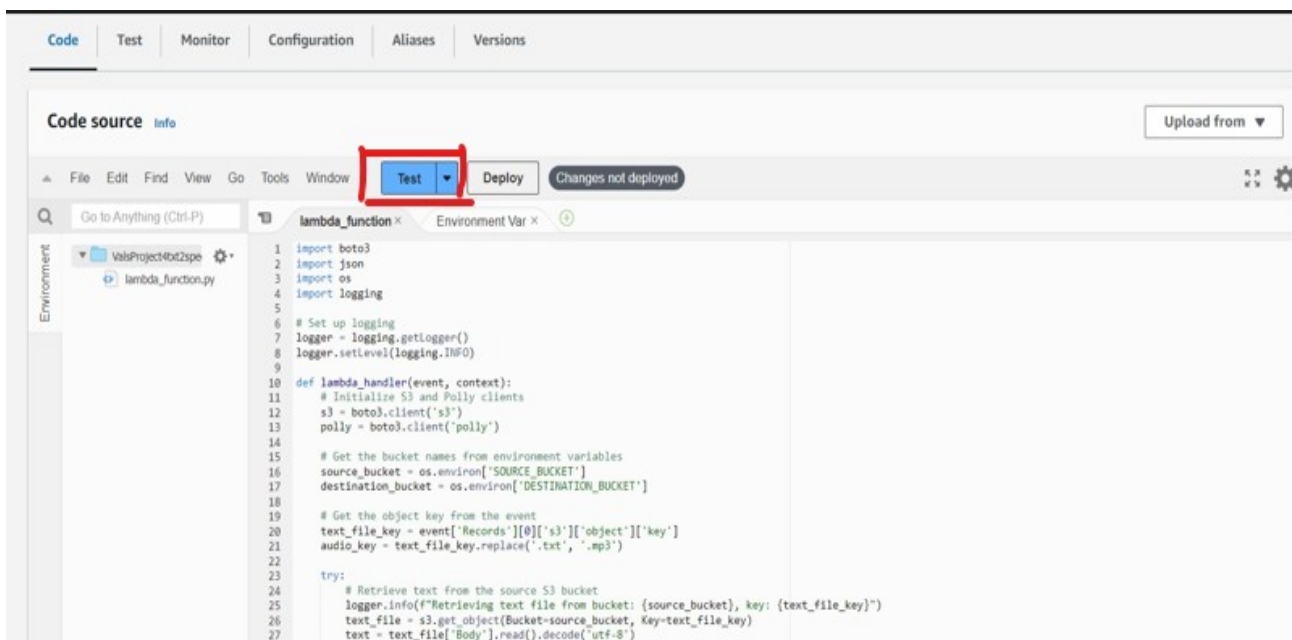 Code Test Monitor Configuration Aliases Versions
Code source Info
Upload from ▼
File Edit Find View Go Tools Window Test Deploy Changes not deployed
Go to Anything (Ctrl-P)
lambda_function × Environment Var ×
Environment
ValsProject4txt2spe
lambda_function.py
1 import boto3
2 import json
3 import os
4 import logging
5
6 # Set up logging
7 logger = logging.getLogger()
8 logger.setLevel(logging.INFO)
9
10 def lambda_handler(event, context):
11     # Initialize S3 and Polly clients
12     s3 = boto3.client('s3')
13     polly = boto3.client('polly')
14
15     # Get the bucket names from environment variables
16     source_bucket = os.environ['SOURCE_BUCKET']
17     destination_bucket = os.environ['DESTINATION_BUCKET']
18
19     # Get the object key from the event
20     text_file_key = event['Records'][0]['s3']['object']['key']
21     audio_key = text_file_key.replace('.txt', '.mp3')
22
23     try:
24         # Retrieve text from the source S3 bucket
25         logger.info(f"Retrieving text file from bucket: {source_bucket}, key: {text_file_key}")
26         text_file = s3.get_object(Bucket=source_bucket, Key=text_file_key)
27         text = text_file['Body'].read().decode('utf-8')